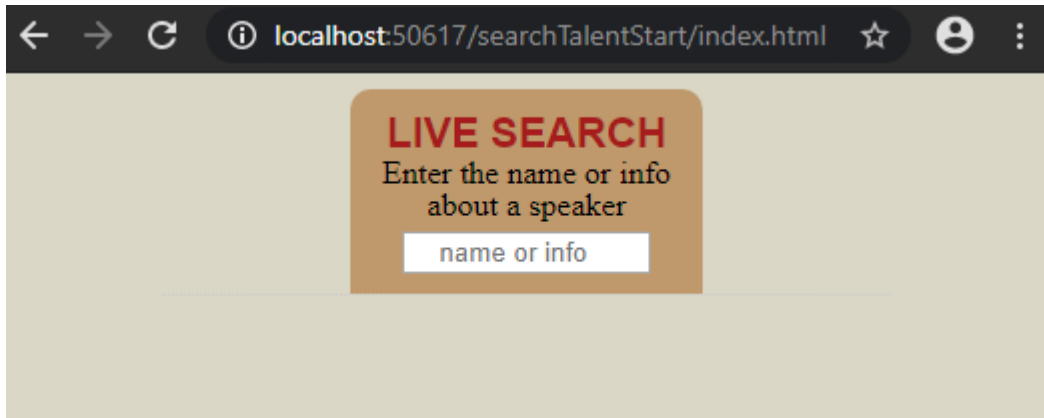 localhost:50617/searchTalentStart/index.html
LIVE SEARCH
Enter the name or info
about a speaker
name or info